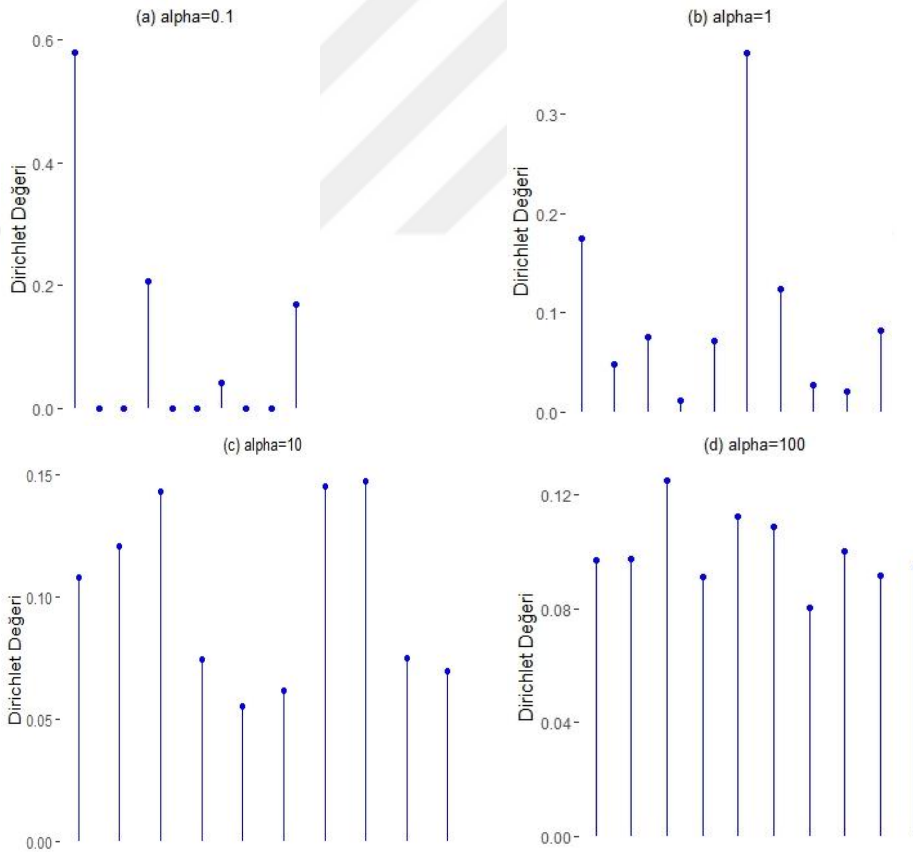 (a) alpha=0.1
Dirichlet Değeri
0.6
0.4
0.2
0.0
(b) alpha=1
Dirichlet Değeri
0.3
0.2
0.1
0.0
(c) alpha=10
Dirichlet Değeri
0.15
0.10
0.05
0.00
(d) alpha=100
Dirichlet Değeri
0.12
0.08
0.04
0.00